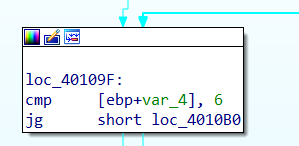 loc_40109F:
cmp [ebp+var_4], 6
jg short loc_4010B0